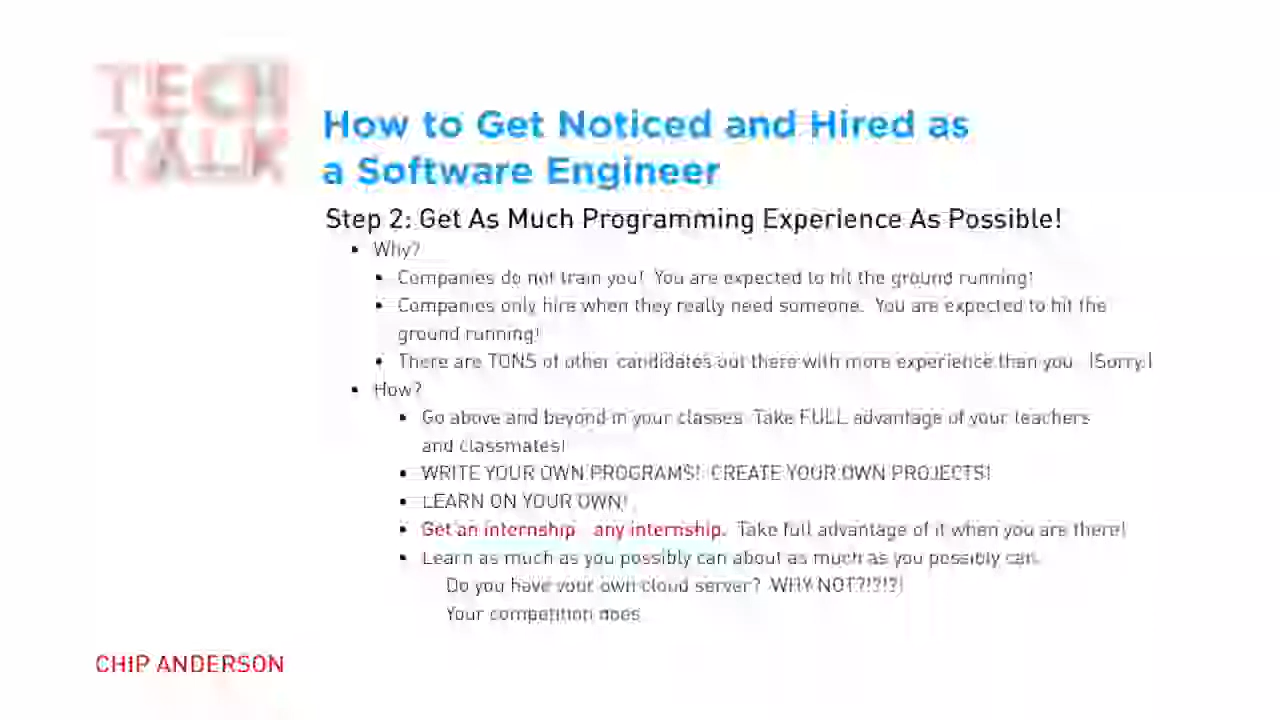 TECH
TALK
How to Get Noticed and Hired as
a Software Engineer
Step 2: Get As Much Programming Experience As Possible!
• Why?
• Companies do not train you! You are expected to hit the ground running!
• Companies only hire when they really need someone. You are expected to hit the
ground running!
• There are TONS of other candidates out there with more experience than you. (Sorry.)
• How?
• Go above and beyond in your classes. Take FULL advantage of your teachers
and classmates!
• WRITE YOUR OWN PROGRAMS! CREATE YOUR OWN PROJECTS!
• LEARN ON YOUR OWN!
• Get an internship any internship. Take full advantage of it when you are there!
• Learn as much as you possibly can about as much as you possibly can.
Do you have your own cloud server? WHY NOT?!?!?!
Your competition does
CHIP ANDERSON